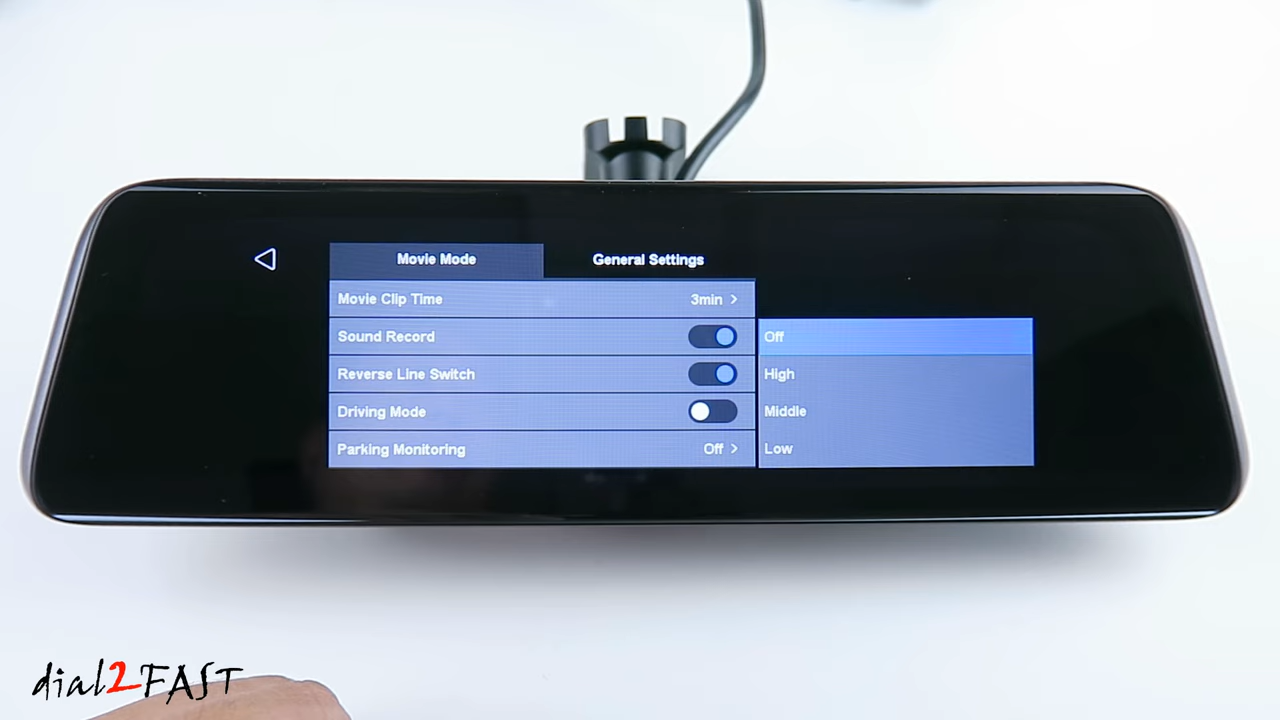 Movie Mode
General Settings
Movie Clip Time 3min >
Sound Record
Reverse Line Switch
Driving Mode
Parking Monitoring Off >
Off
High
Middle
Low
dial2FAST